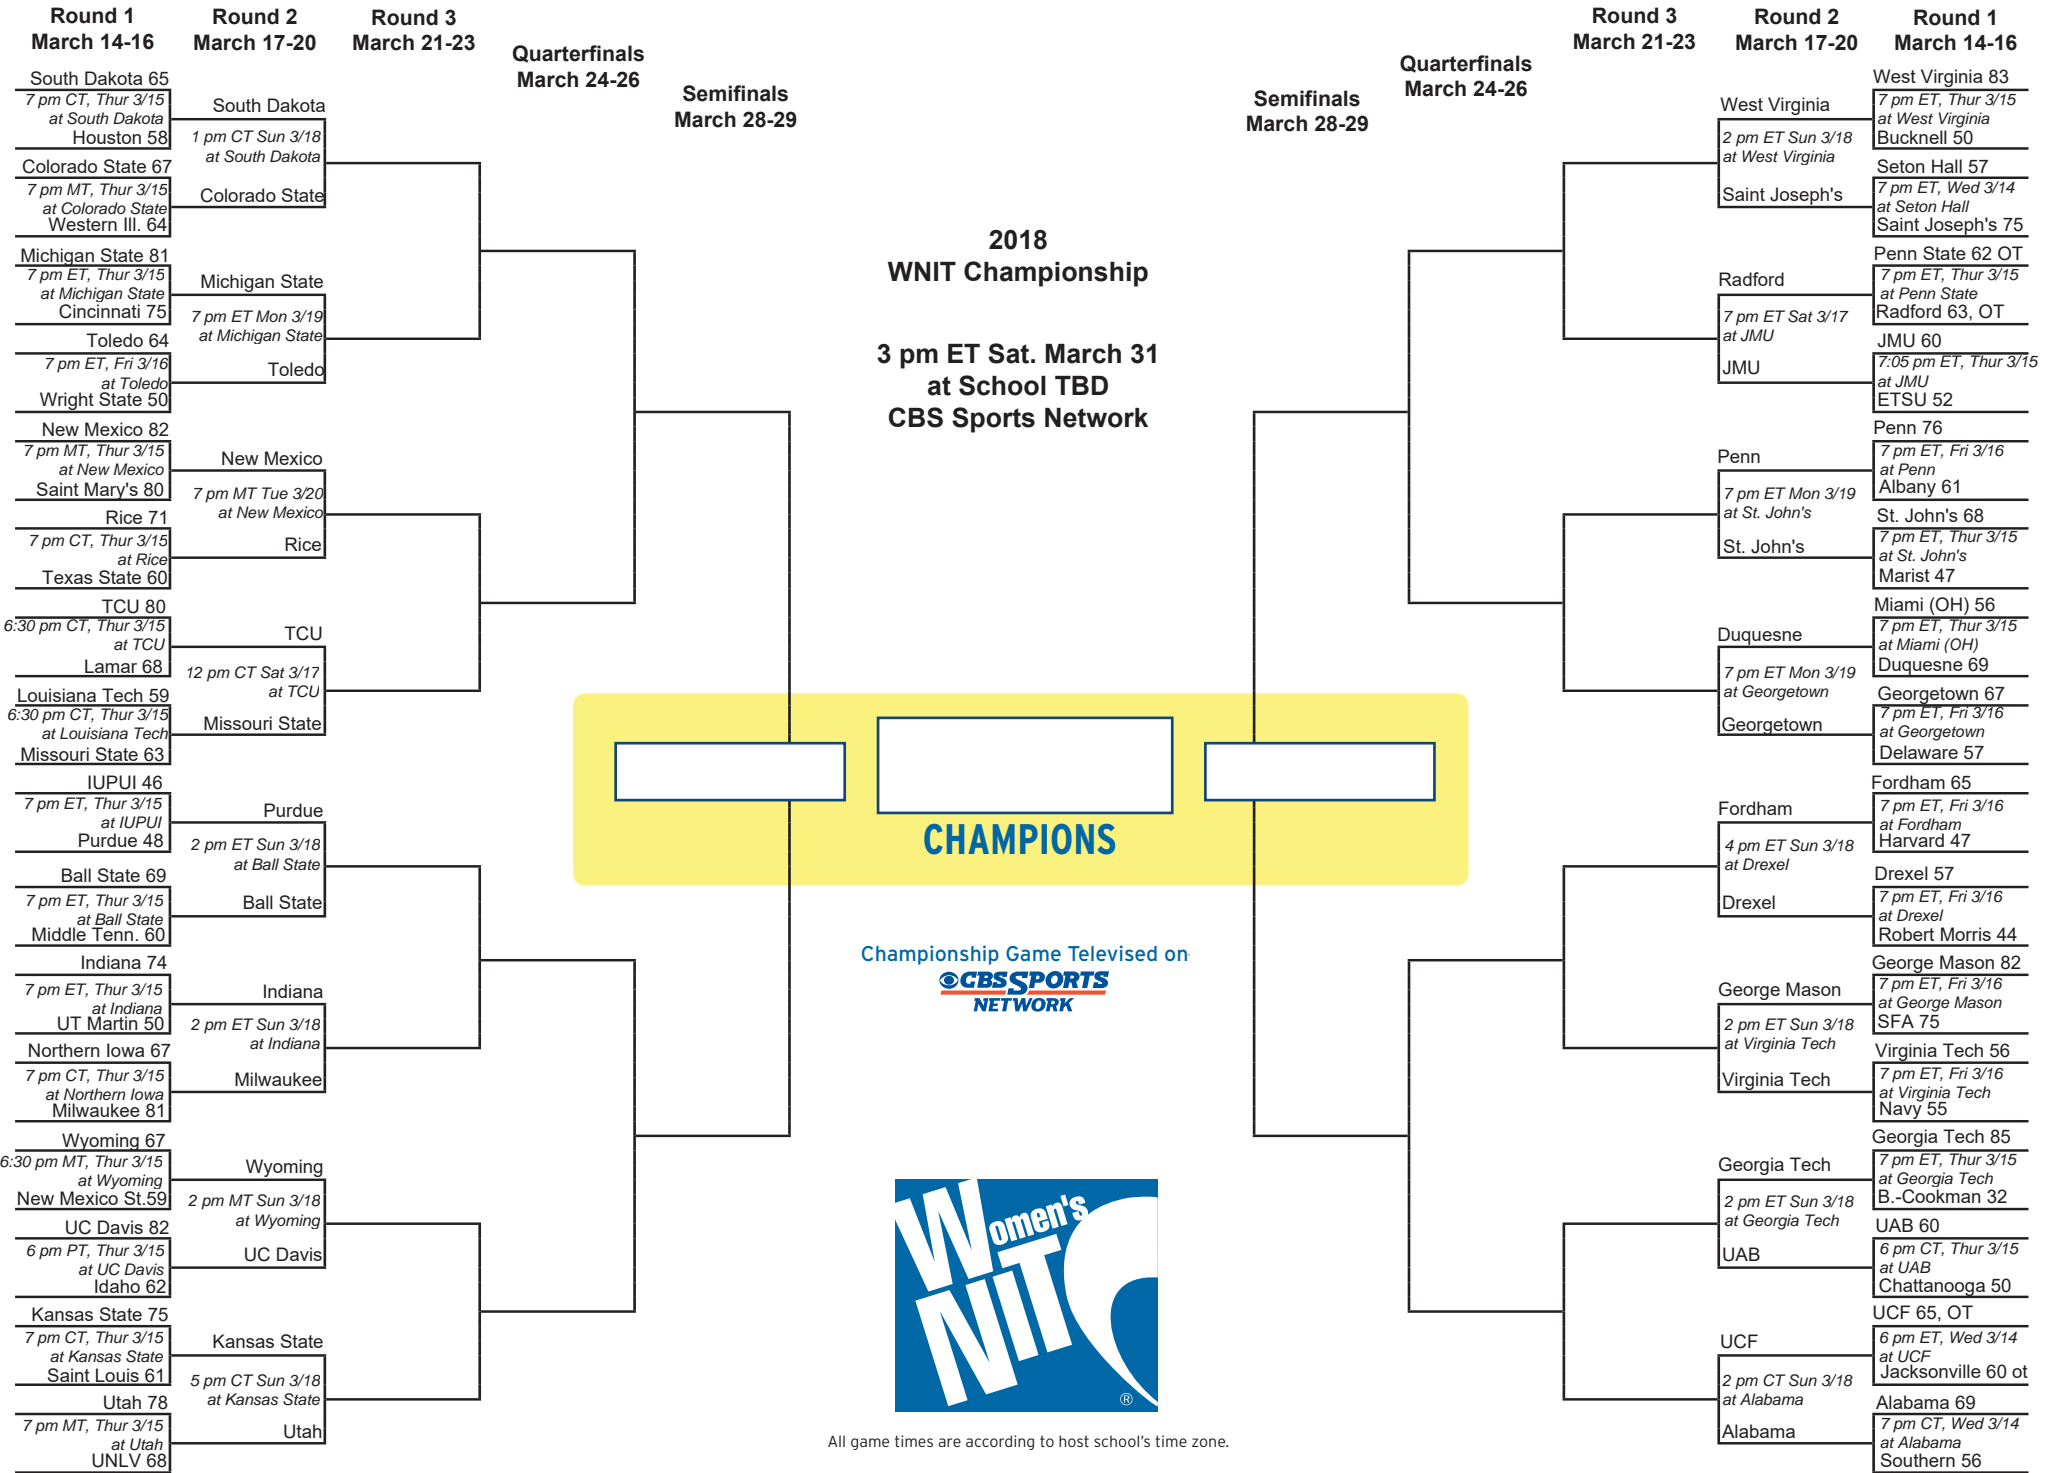 Round 1
March 14-16
Round 2
March 17-20
Round 3
March 21-23
Quarterfinals
March 24-26
Semifinals
March 28-29
Semifinals
March 28-29
Quarterfinals
March 24-26
Round 3
March 21-23
Round 2
March 17-20
Round 1
March 14-16
South Dakota 65
7 pm CT, Thur 3/15
at South Dakota
Houston 58
Colorado State 67
7 pm MT, Thur 3/15
at Colorado State
Western Ill. 64
Michigan State 81
7 pm ET, Thur 3/15
at Michigan State
Cincinnati 75
Toledo 64
7 pm ET, Fri 3/16
at Toledo
Wright State 50
New Mexico 82
7 pm MT, Thur 3/15
at New Mexico
Saint Mary's 80
Rice 71
7 pm CT, Thur 3/15
at Rice
Texas State 60
TCU 80
6:30 pm CT, Thur 3/15
at TCU
Lamar 68
Louisiana Tech 59
6:30 pm CT, Thur 3/15
at Louisiana Tech
Missouri State 63
IUPUI 46
7 pm ET, Thur 3/15
at IUPUI
Purdue 48
Ball State 69
7 pm ET, Thur 3/15
at Ball State
Middle Tenn. 60
Indiana 74
7 pm ET, Thur 3/15
at Indiana
UT Martin 50
Northern Iowa 67
7 pm CT, Thur 3/15
at Northern Iowa
Milwaukee 81
Wyoming 67
6:30 pm MT, Thur 3/15
at Wyoming
New Mexico St.59
UC Davis 82
6 pm PT, Thur 3/15
at UC Davis
Idaho 62
Kansas State 75
7 pm CT, Thur 3/15
at Kansas State
Saint Louis 61
Utah 78
7 pm MT, Thur 3/15
at Utah
UNLV 68
South Dakota
1 pm CT Sun 3/18
at South Dakota
Colorado State
Michigan State
7 pm ET Mon 3/19
at Michigan State
Toledo
New Mexico
7 pm MT Tue 3/20
at New Mexico
Rice
TCU
12 pm CT Sat 3/17
at TCU
Missouri State
Purdue
2 pm ET Sun 3/18
at Ball State
Ball State
Indiana
2 pm ET Sun 3/18
at Indiana
Milwaukee
Wyoming
2 pm MT Sun 3/18
at Wyoming
UC Davis
Kansas State
5 pm CT Sun 3/18
at Kansas State
Utah
2018
WNIT Championship
3 pm ET Sat. March 31
at School TBD
CBS Sports Network
CHAMPIONS
Championship Game Televised on
CBS SPORTS
NETWORK
Women's
NIT
®
All game times are according to host school's time zone.
West Virginia
2 pm ET Sun 3/18
at West Virginia
Saint Joseph's
Radford
7 pm ET Sat 3/17
at JMU
JMU
Penn
7 pm ET Mon 3/19
at St. John's
St. John's
Duquesne
7 pm ET Mon 3/19
at Georgetown
Georgetown
Fordham
4 pm ET Sun 3/18
at Drexel
Drexel
George Mason
2 pm ET Sun 3/18
at Virginia Tech
Virginia Tech
Georgia Tech
2 pm ET Sun 3/18
at Georgia Tech
UAB
UCF
2 pm CT Sun 3/18
at Alabama
Alabama
West Virginia 83
7 pm ET, Thur 3/15
at West Virginia
Bucknell 50
Seton Hall 57
7 pm ET, Wed 3/14
at Seton Hall
Saint Joseph's 75
Penn State 62 OT
7 pm ET, Thur 3/15
at Penn State
Radford 63, OT
JMU 60
7:05 pm ET, Thur 3/15
at JMU
ETSU 52
Penn 76
7 pm ET, Fri 3/16
at Penn
Albany 61
St. John's 68
7 pm ET, Thur 3/15
at St. John's
Marist 47
Miami (OH) 56
7 pm ET, Thur 3/15
at Miami (OH)
Duquesne 69
Georgetown 67
7 pm ET, Fri 3/16
at Georgetown
Delaware 57
Fordham 65
7 pm ET, Fri 3/16
at Fordham
Harvard 47
Drexel 57
7 pm ET, Fri 3/16
at Drexel
Robert Morris 44
George Mason 82
7 pm ET, Fri 3/16
at George Mason
SFA 75
Virginia Tech 56
7 pm ET, Fri 3/16
at Virginia Tech
Navy 55
Georgia Tech 85
7 pm ET, Thur 3/15
at Georgia Tech
B.-Cookman 32
UAB 60
6 pm CT, Thur 3/15
at UAB
Chattanooga 50
UCF 65, OT
6 pm ET, Wed 3/14
at UCF
Jacksonville 60 ot
Alabama 69
7 pm CT, Wed 3/14
at Alabama
Southern 56